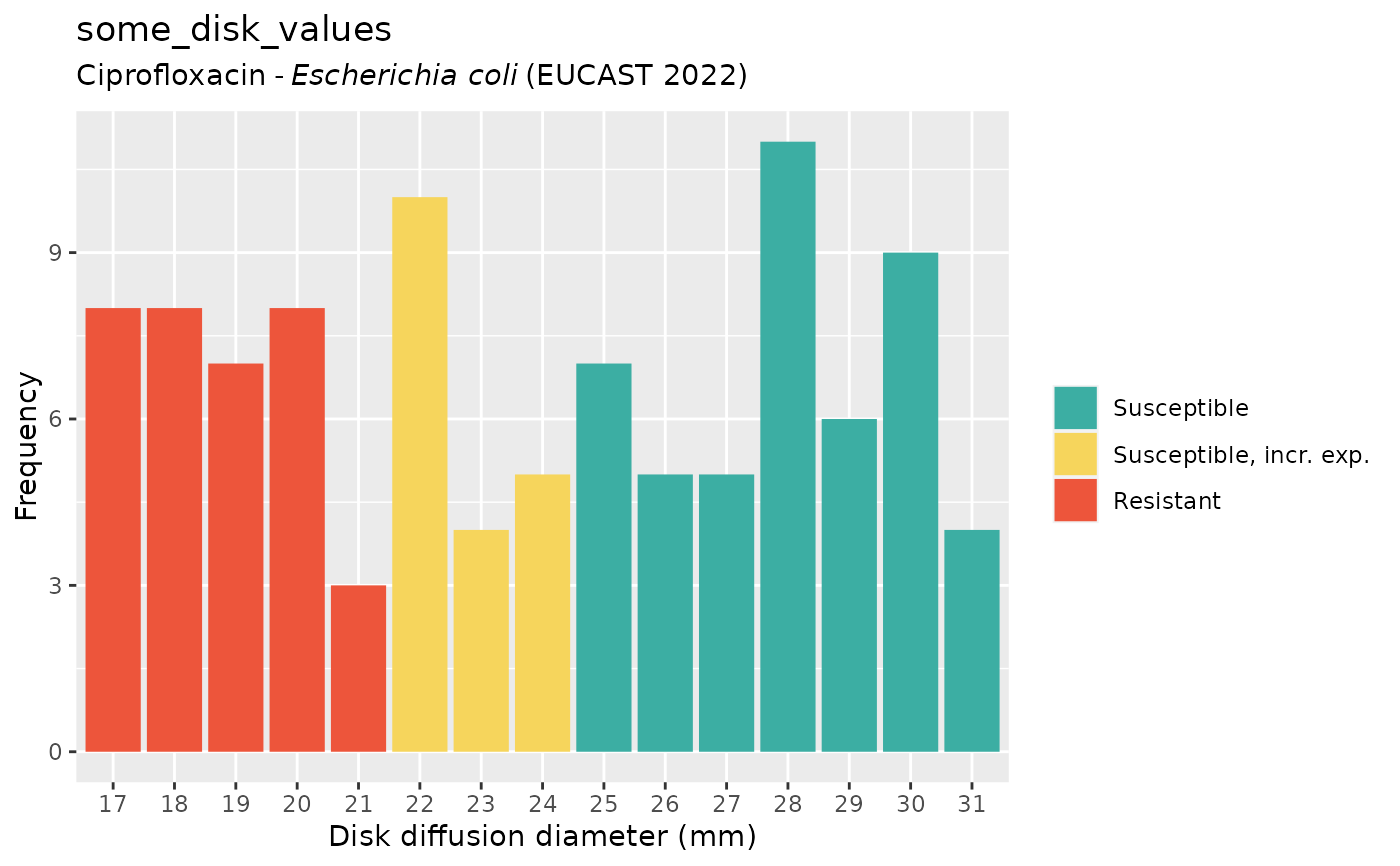 some_disk_values
Ciprofloxacin - Escherichia coli (EUCAST 2022)
Frequency
9
6
3
0
17 18 19 20 21 22 23 24 25 26 27 28 29 30 31
Disk diffusion diameter (mm)
Susceptible
Susceptible, incr. exp.
Resistant